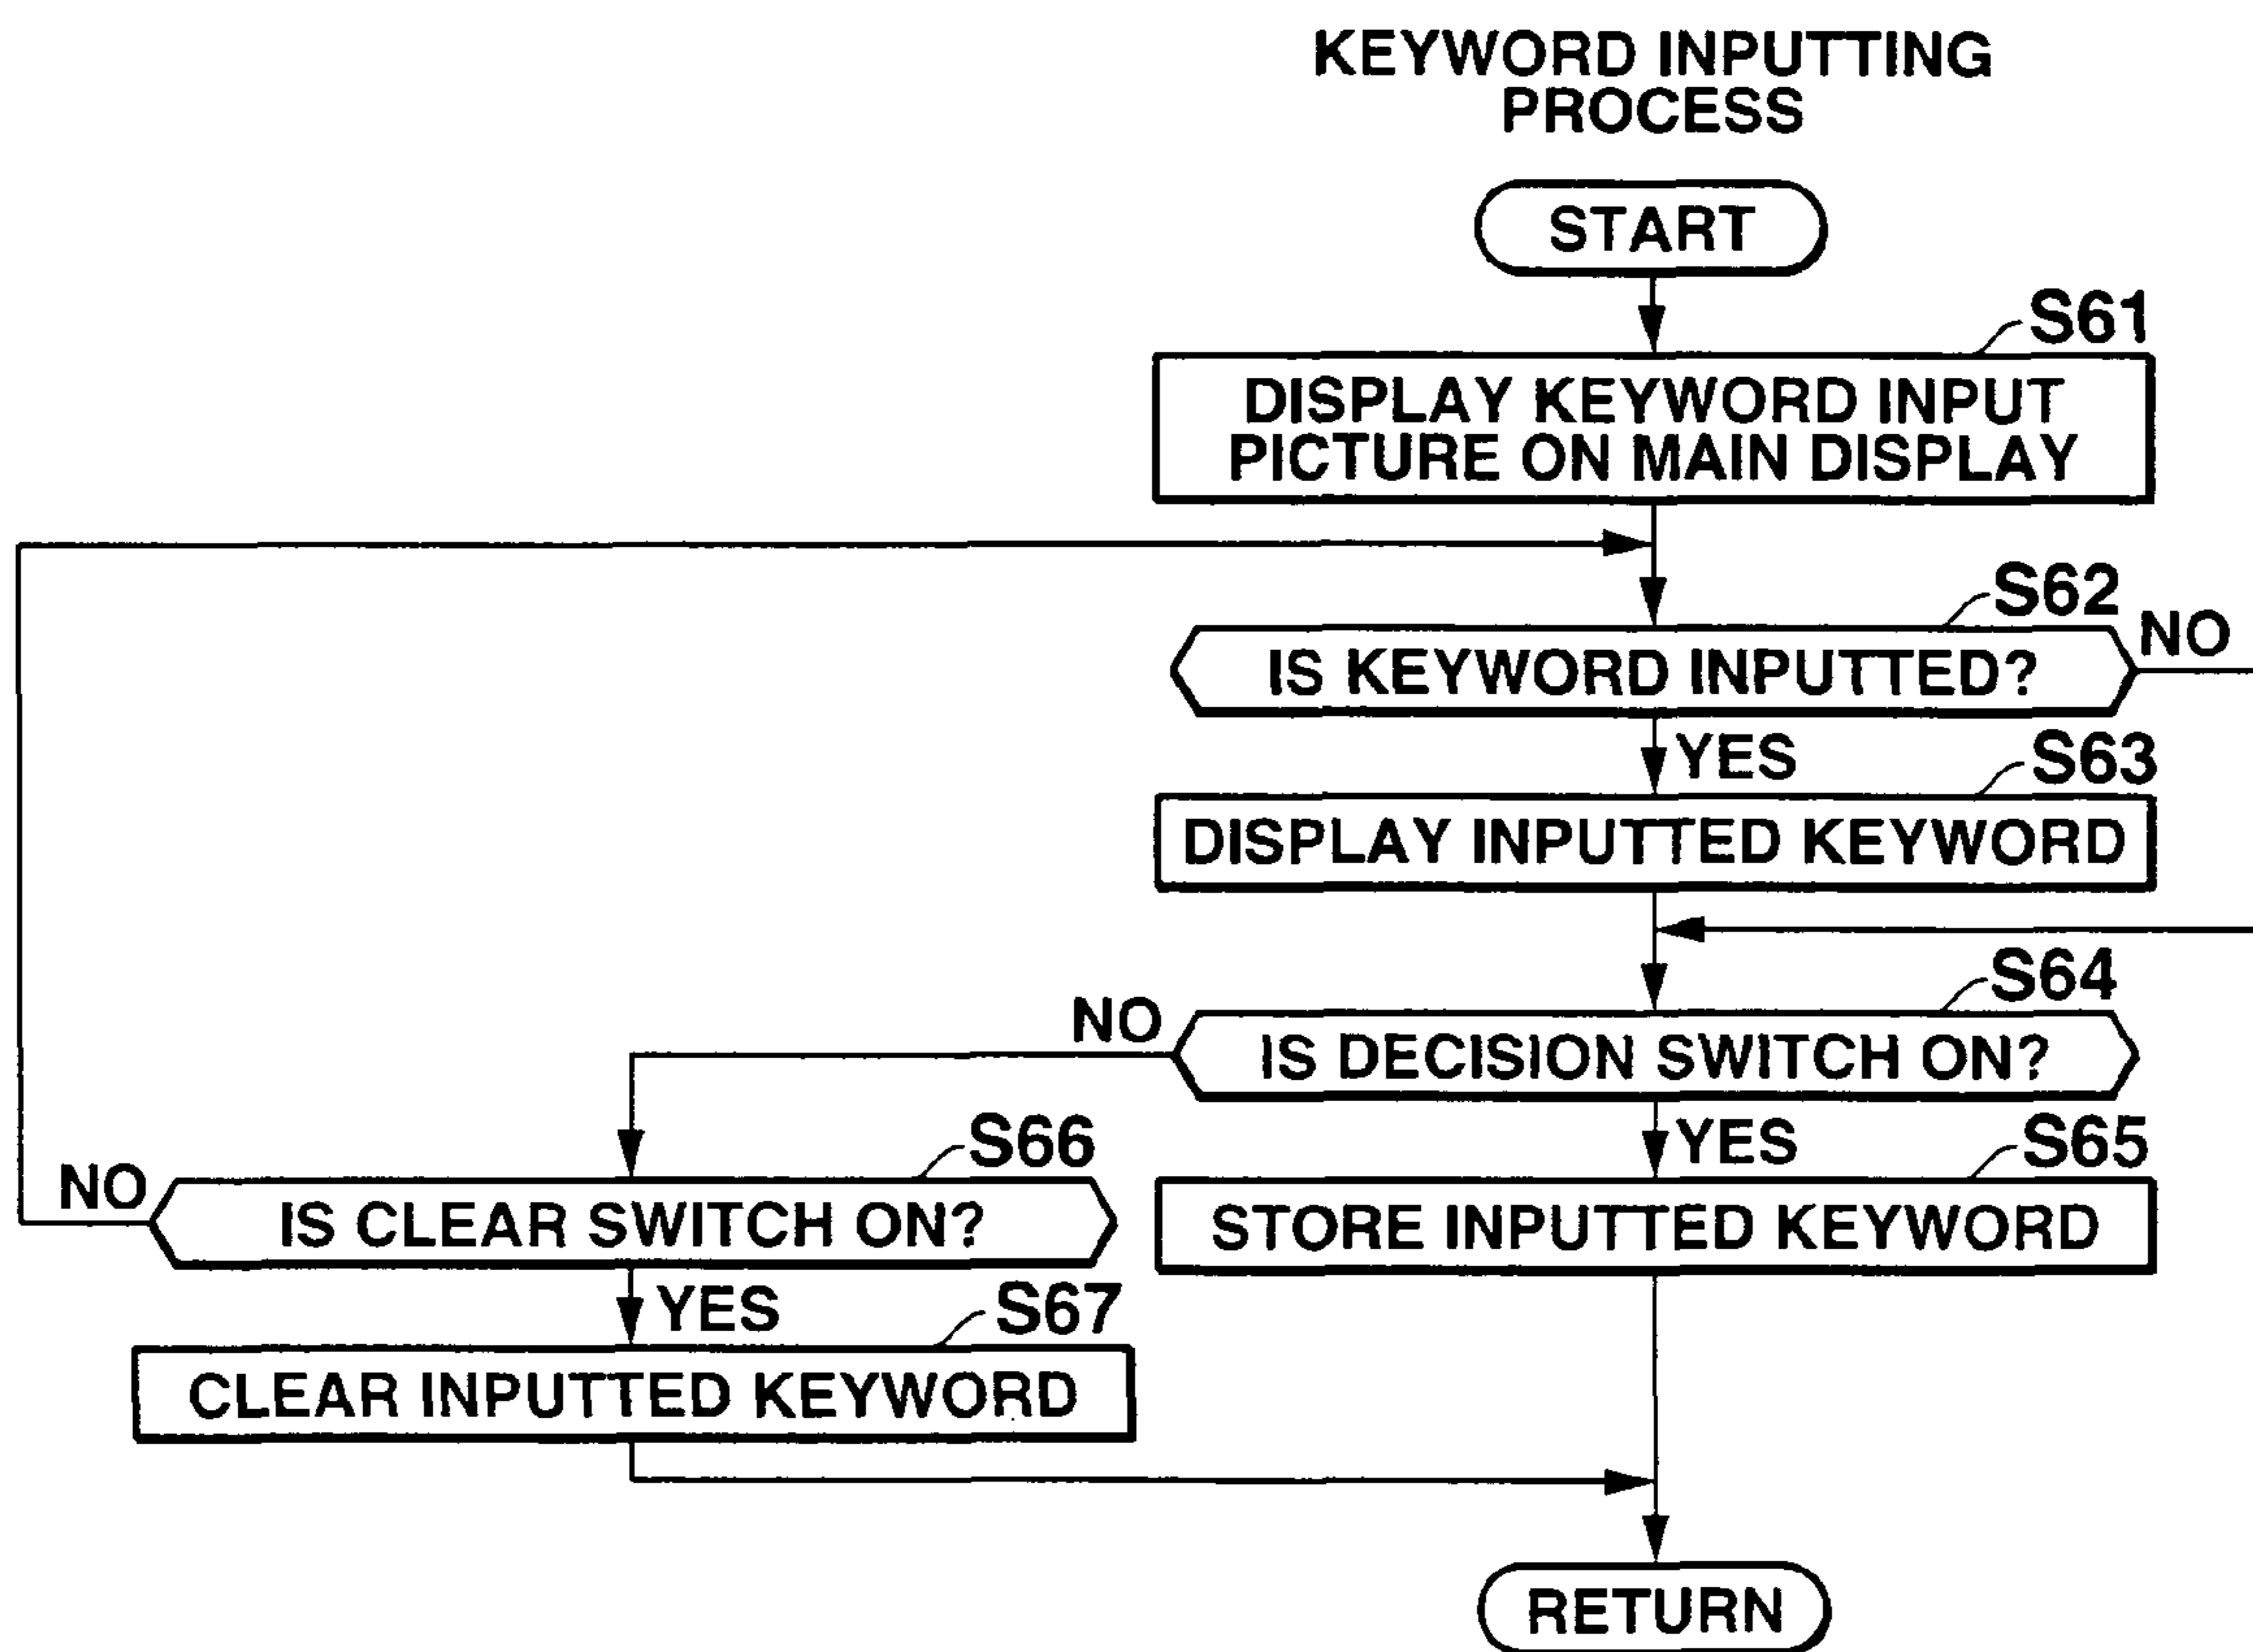 KEYWORD INPUTTING
PROCESS
START
S61
DISPLAY KEYWORD INPUT
PICTURE ON MAIN DISPLAY
S62
IS KEYWORD INPUTTED?
NO
YES
S63
DISPLAY INPUTTED KEYWORD
S64
NO
IS DECISION SWITCH ON?
YES
S66
S65
NO
IS CLEAR SWITCH ON?
STORE INPUTTED KEYWORD
YES
S67
CLEAR INPUTTED KEYWORD
RETURN